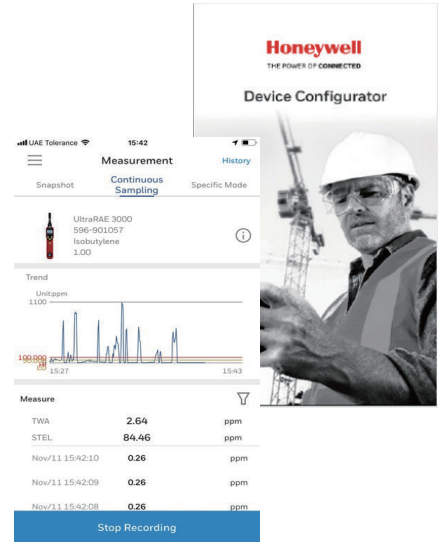 Honeywell
THE POWER OF CONNECTED
Device Configurator
UAE Tolerance
15:42
Measurement
History
Snapshot
Continuous
Sampling
Specific Mode
UltraRAE 3000
596-901057
Isobutylene
1.00
Trend
Unit:ppm
1100
100.000
15:27
15:43
Measure
TWA 2.64 ppm
STEL 84.46 ppm
Nov/11 15:42:10 0.26 ppm
Nov/11 15:42:09 0.26 ppm
Nov/11 15:42:08 0.26 ppm
Stop Recording